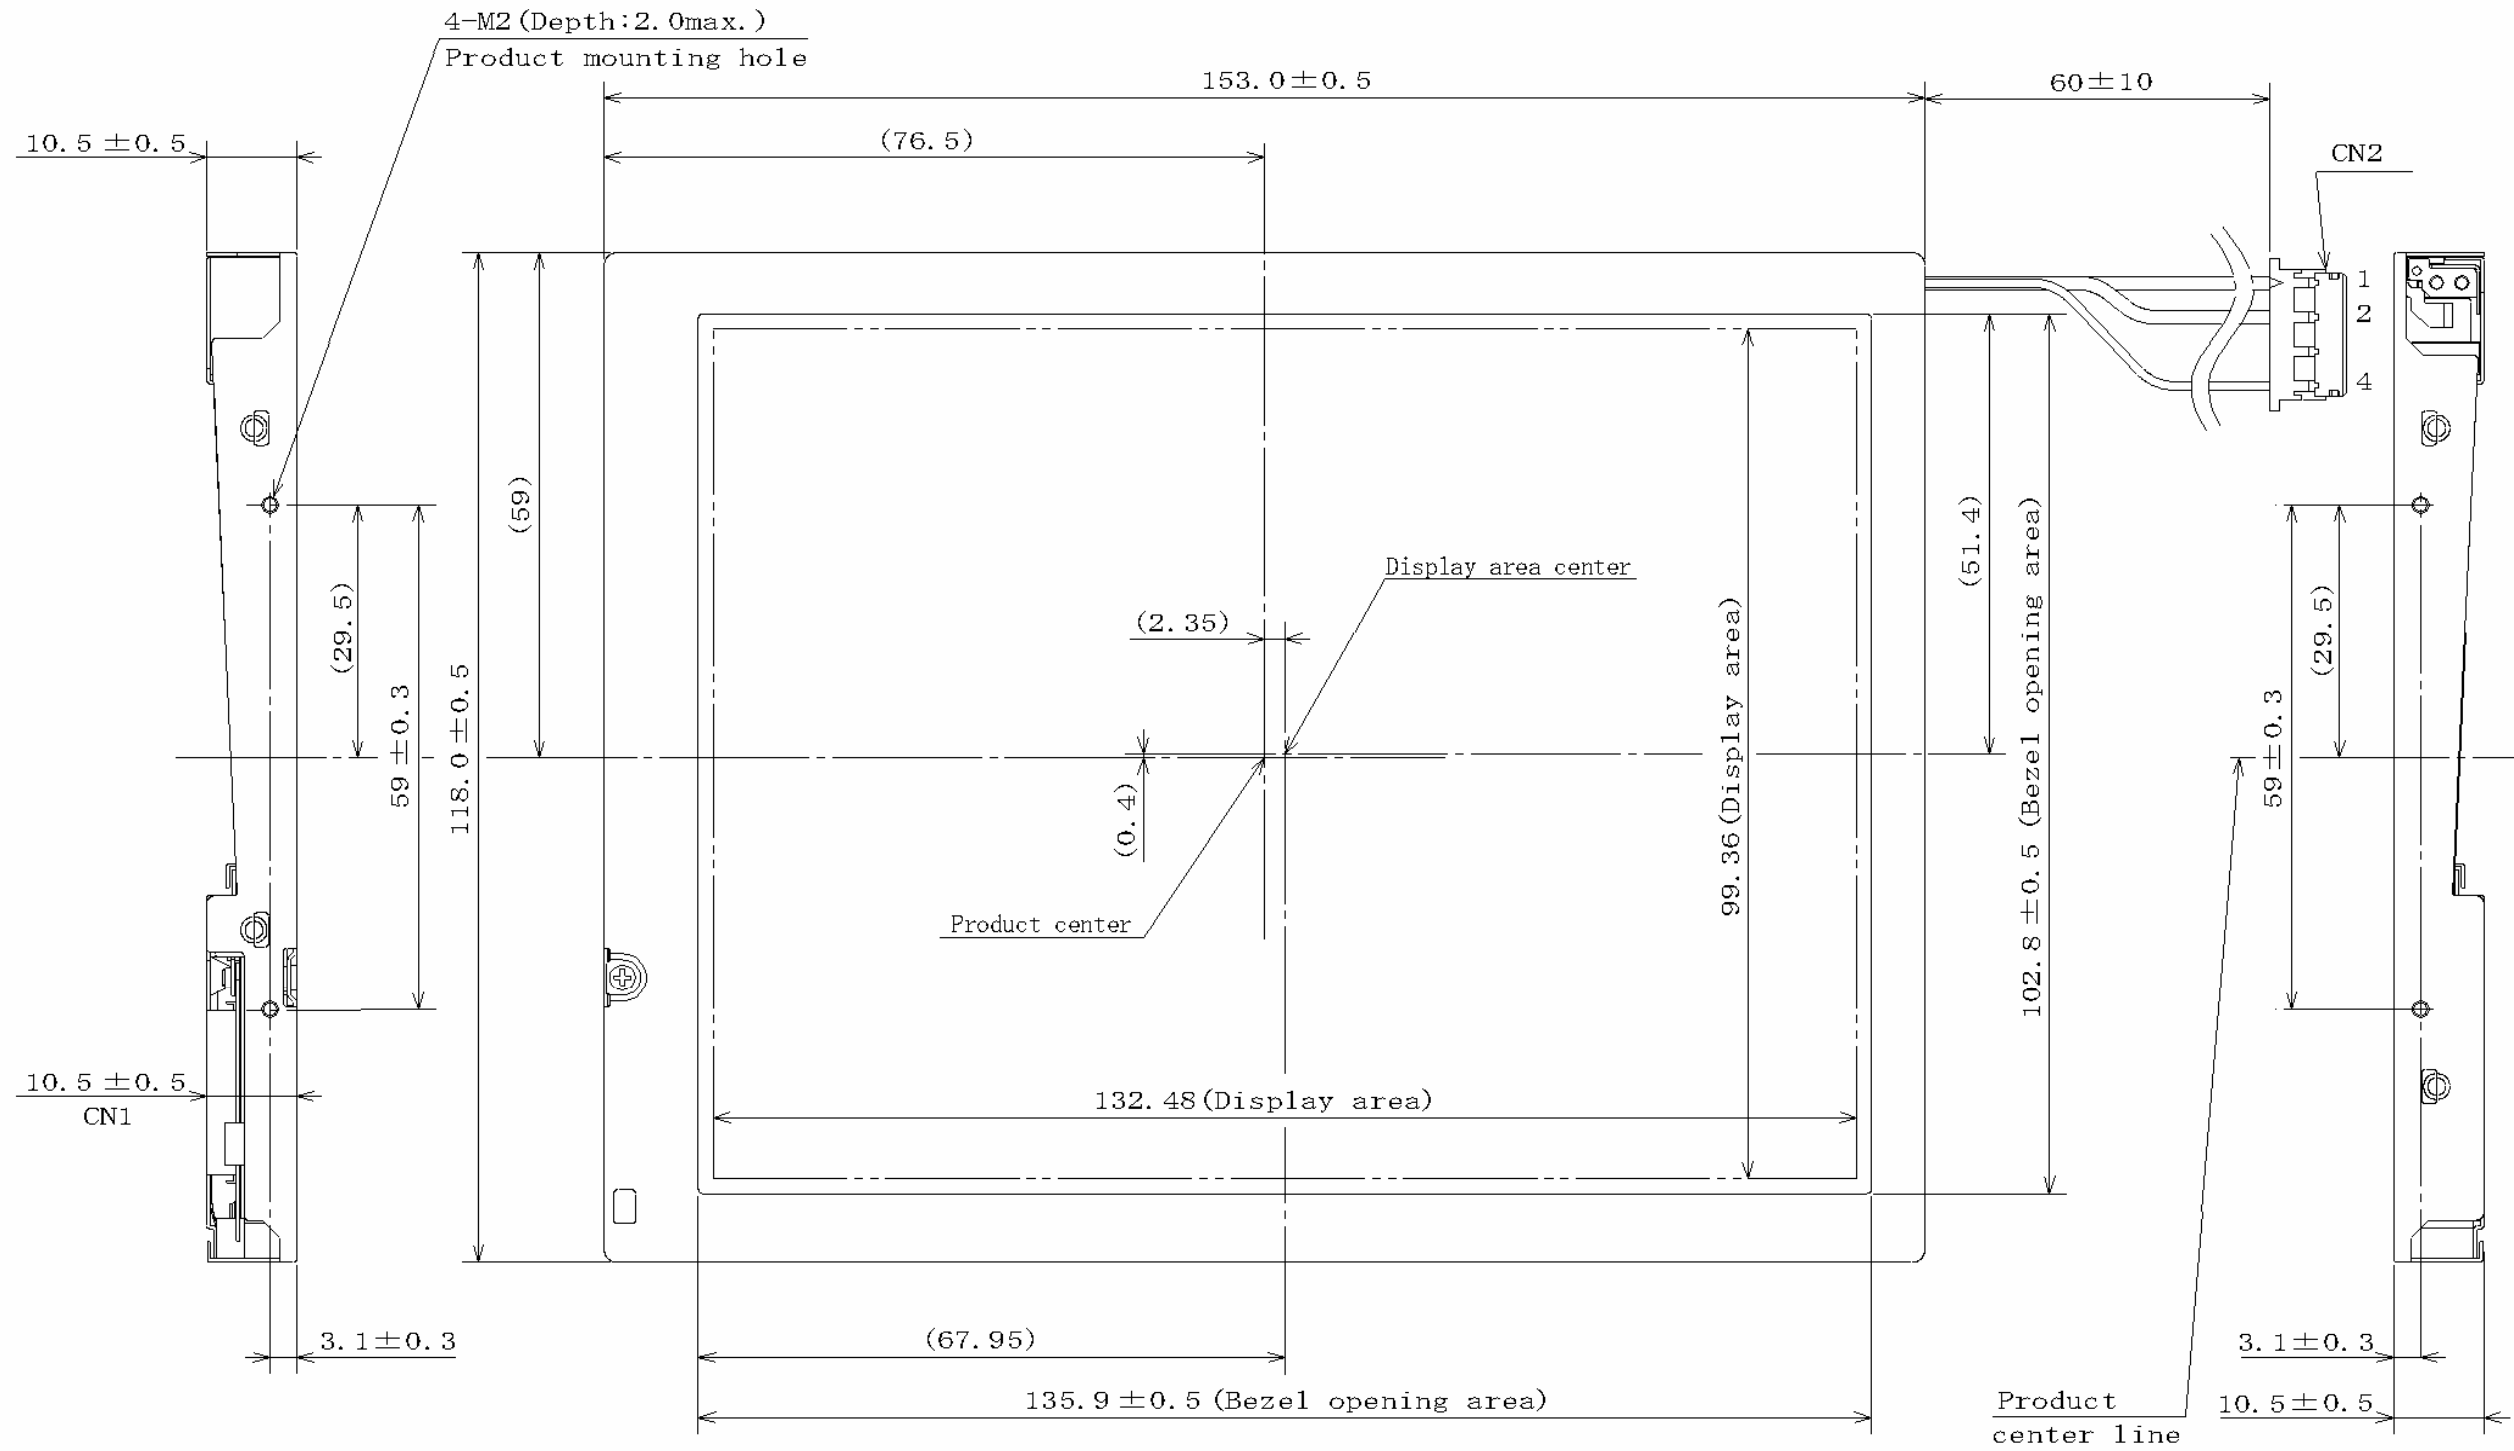 4-M2(Depth:2.0max.)
Product mounting hole
153.0±0.5
60±10
10.5±0.5
(76.5)
CN2
1
2
4
(59)
(51.4)
102.8±0.5(Bezel opening area)
Display area center
(29.5)
(29.5)
(2.35)
99.36(Display area)
59±0.3
118.0±0.5
59±0.3
(0.4)
Product center
10.5±0.5
CN1
132.48(Display area)
3.1±0.3
(67.95)
3.1±0.3
135.9±0.5(Bezel opening area)
Product
center line
10.5±0.5